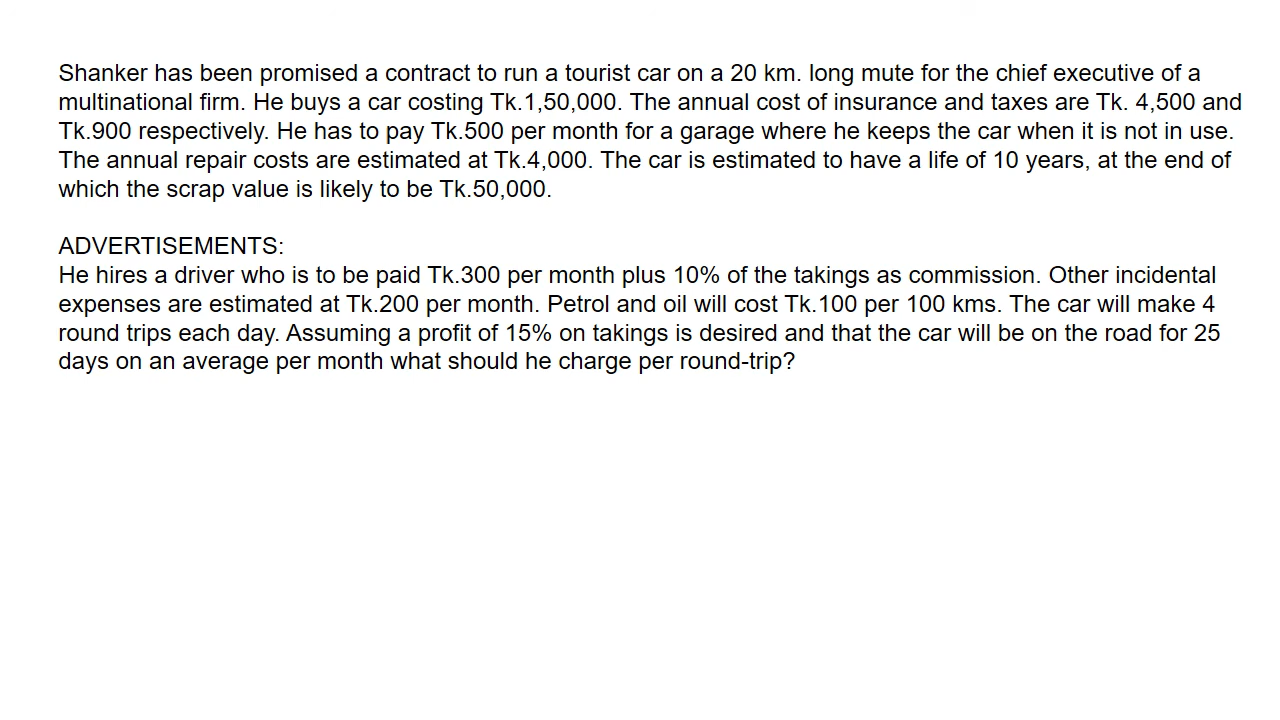 Shanker has been promised a contract to run a tourist car on a 20 km. long mute for the chief executive of a
multinational firm. He buys a car costing Tk.1,50,000. The annual cost of insurance and taxes are Tk. 4,500 and
Tk.900 respectively. He has to pay Tk.500 per month for a garage where he keeps the car when it is not in use.
The annual repair costs are estimated at Tk.4,000. The car is estimated to have a life of 10 years, at the end of
which the scrap value is likely to be Tk.50,000.
ADVERTISEMENTS:
He hires a driver who is to be paid Tk.300 per month plus 10% of the takings as commission. Other incidental
expenses are estimated at Tk.200 per month. Petrol and oil will cost Tk.100 per 100 kms. The car will make 4
round trips each day. Assuming a profit of 15% on takings is desired and that the car will be on the road for 25
days on an average per month what should he charge per round-trip?